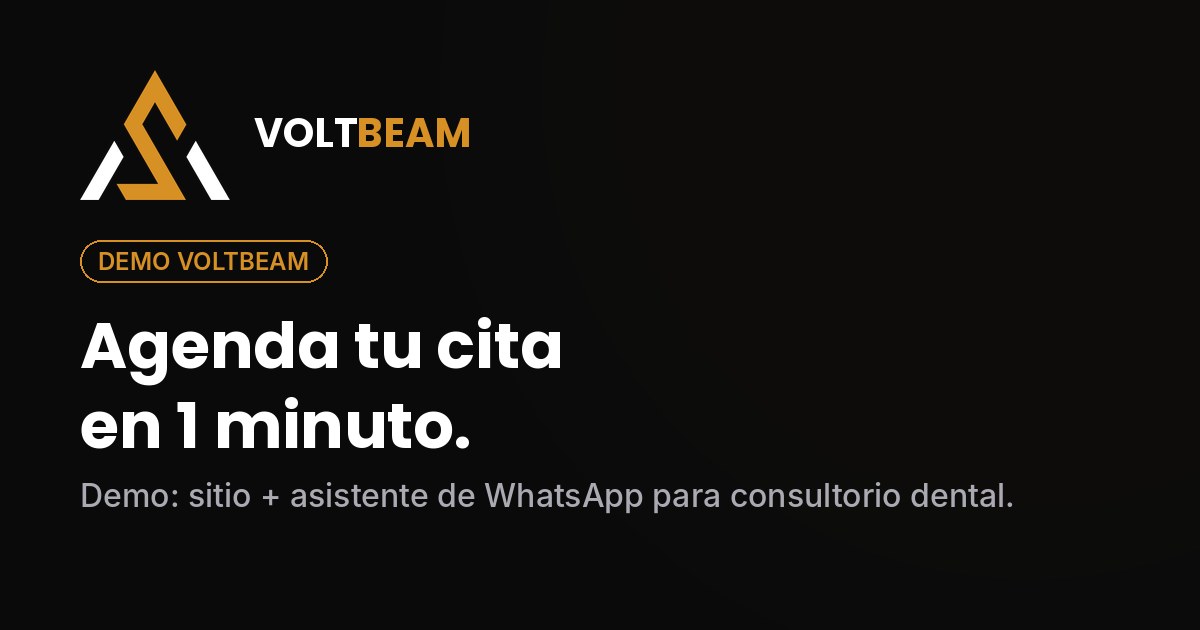 VOLTBEAM
DEMO VOLTBEAM
Agenda tu cita
en 1 minuto.
Demo: sitio + asistente de WhatsApp para consultorio dental.